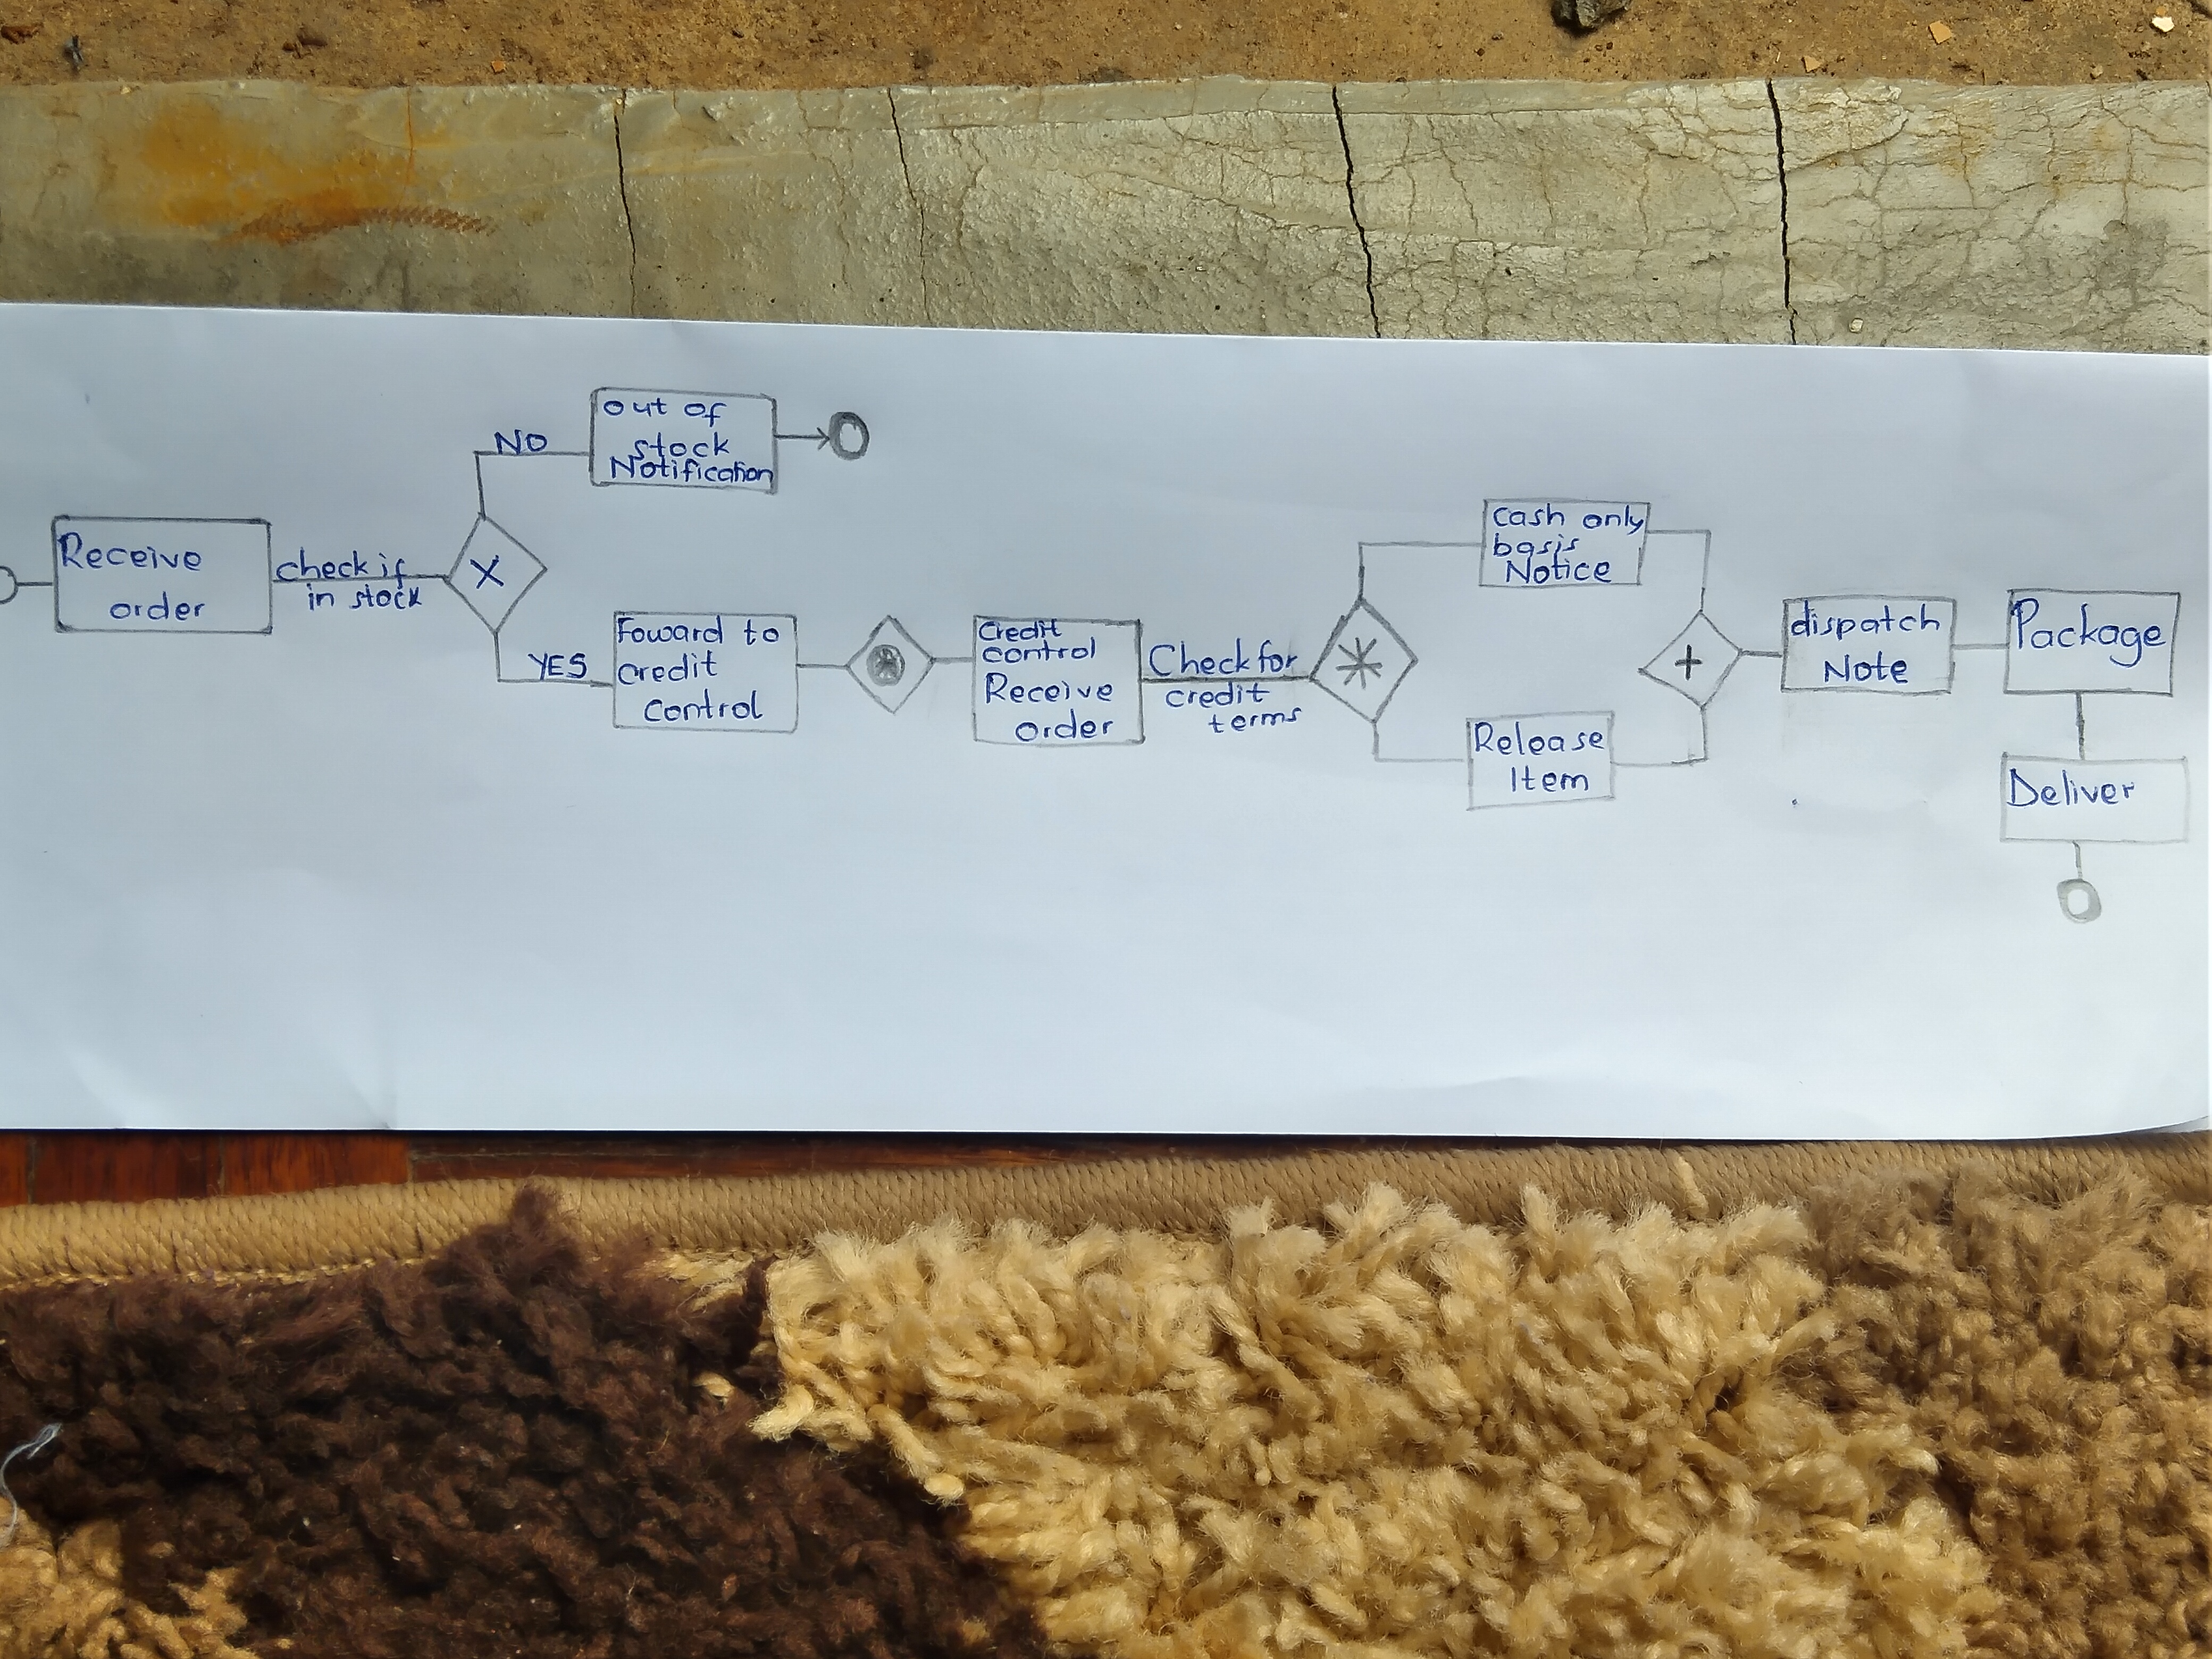 Receive
order
check if
in stock
X
NO
out of
stock
Notification
YES
Foward to
credit
control
Credit
control
Receive
order
Check for
credit
terms
cash only
basis
Notice
Release
Item
+
dispatch
Note
Package
Deliver